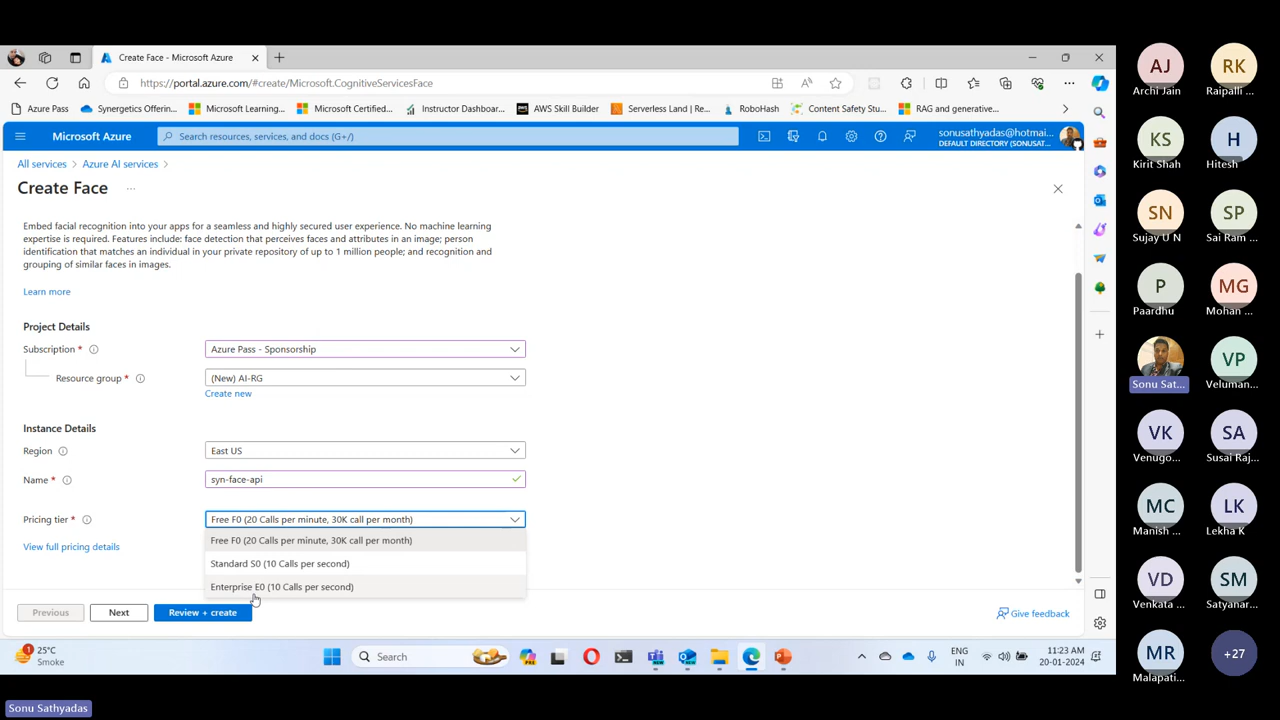 Create Face - Microsoft Azure
https://portal.azure.com/#create/Microsoft.CognitiveServicesFace
Azure Pass
Synergetics Offering...
Microsoft Learning...
Microsoft Certified...
Instructor Dashboar...
AWS Skill Builder
Serverless Land | Re...
RoboHash
Content Safety Stu...
RAG and generative...
Microsoft Azure
Search resources, services, and docs (G+/)
sonusathyadas@hotmai...
DEFAULT DIRECTORY (SONUSAT...
All services > Azure AI services >
Create Face
...
Embed facial recognition into your apps for a seamless and highly secured user experience. No machine learning
expertise is required. Features include: face detection that perceives faces and attributes in an image; person
identification that matches an individual in your private repository of up to 1 million people; and recognition and
grouping of similar faces in images.
Learn more
Project Details
Subscription *
Azure Pass - Sponsorship
Resource group *
(New) AI-RG
Create new
Instance Details
Region
East US
Name *
syn-face-api
Pricing tier *
Free F0 (20 Calls per minute, 30K call per month)
Free F0 (20 Calls per minute, 30K call per month)
Standard S0 (10 Calls per second)
Enterprise E0 (10 Calls per second)
View full pricing details
Previous
Next
Review + create
Give feedback
1
25°C
Smoke
Search
ENG
IN
11:23 AM
20-01-2024
AJ
Archi Jain
RK
Raipalli ...
KS
Kirit Shah
H
Hitesh
SN
Sujay U N
SP
Sai Ram ...
P
Paardhu
MG
Mohan ...
Sonu Sat...
VP
Veluman...
VK
Venugo...
SA
Susai Raj...
MC
Manish ...
LK
Lekha K
VD
Venkata ...
SM
Satyanar...
MR
Malapati...
+27
Sonu Sathyadas